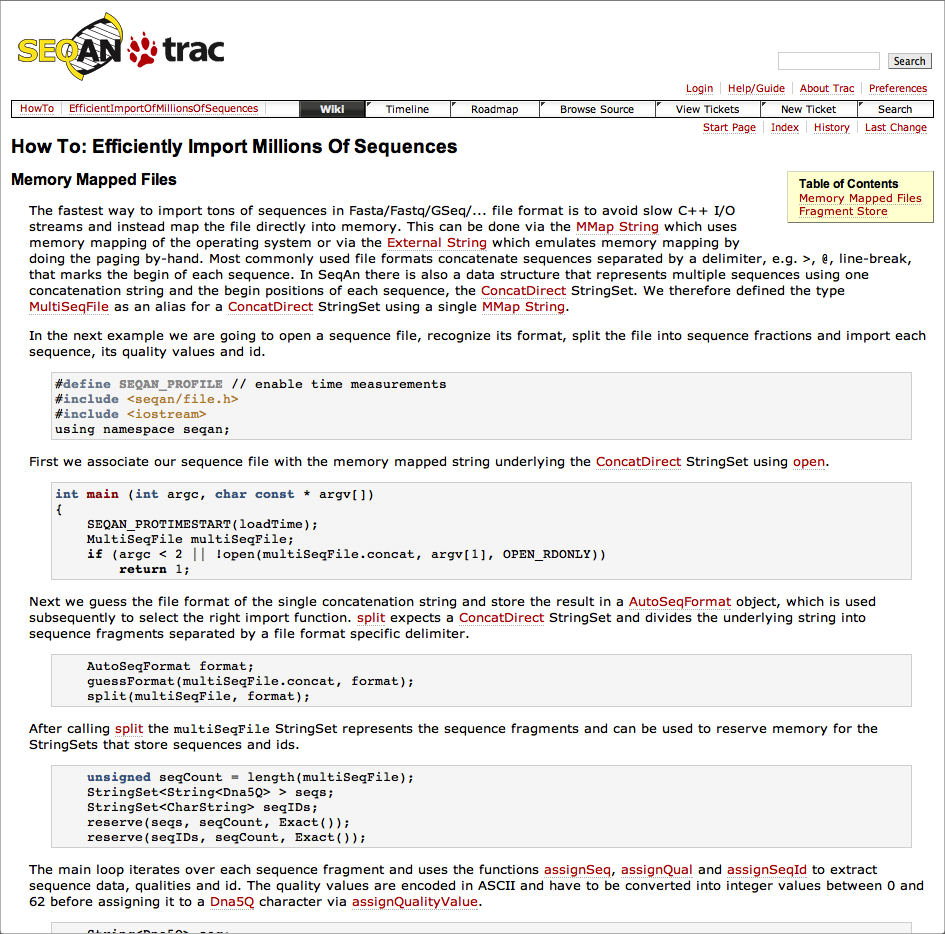 SEQAN trac
Search
Login Help/Guide About Trac Preferences
HowTo EfficientImportOfMillionsOfSequences Wiki Timeline Roadmap Browse Source View Tickets New Ticket Search
Start Page Index History Last Change
How To: Efficiently Import Millions Of Sequences
Memory Mapped Files
Table of Contents
Memory Mapped Files
Fragment Store
The fastest way to import tons of sequences in Fasta/Fastq/GSeq/... file format is to avoid slow C++ I/O
streams and instead map the file directly into memory. This can be done via the MMap String which uses
memory mapping of the operating system or via the External String which emulates memory mapping by
doing the paging by-hand. Most commonly used file formats concatenate sequences separated by a delimiter, e.g. >, @, line-break,
that marks the begin of each sequence. In SeqAn there is also a data structure that represents multiple sequences using one
concatenation string and the begin positions of each sequence, the ConcatDirect StringSet. We therefore defined the type
MultiSeqFile as an alias for a ConcatDirect StringSet using a single MMap String.
In the next example we are going to open a sequence file, recognize its format, split the file into sequence fractions and import each
sequence, its quality values and id.
#define SEQAN_PROFILE // enable time measurements
#include <seqan/file.h>
#include <iostream>
using namespace seqan;
First we associate our sequence file with the memory mapped string underlying the ConcatDirect StringSet using open.
int main (int argc, char const * argv[])
{
SEQAN_PROTIMESTART(loadTime);
MultiSeqFile multiSeqFile;
if (argc < 2 || !open(multiSeqFile.concat, argv[1], OPEN_RDONLY))
return 1;
Next we guess the file format of the single concatenation string and store the result in a AutoSeqFormat object, which is used
subsequently to select the right import function. split expects a ConcatDirect StringSet and divides the underlying string into
sequence fragments separated by a file format specific delimiter.
AutoSeqFormat format;
guessFormat(multiSeqFile.concat, format);
split(multiSeqFile, format);
After calling split the multiSeqFile StringSet represents the sequence fragments and can be used to reserve memory for the
StringSets that store sequences and ids.
unsigned seqCount = length(multiSeqFile);
StringSet<String<Dna5Q> > seqs;
StringSet<CharString> seqIDs;
reserve(seqs, seqCount, Exact());
reserve(seqIDs, seqCount, Exact());
The main loop iterates over each sequence fragment and uses the functions assignSeq, assignQual and assignSeqId to extract
sequence data, qualities and id. The quality values are encoded in ASCII and have to be converted into integer values between 0 and
62 before assigning it to a Dna5Q character via assignQualityValue.
String<Dna5Q> seq;